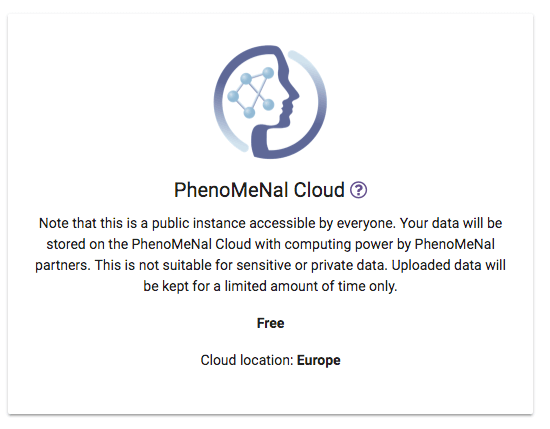 PhenoMeNal Cloud ?
Note that this is a public instance accessible by everyone. Your data will be
stored on the PhenoMeNal Cloud with computing power by PhenoMeNal
partners. This is not suitable for sensitive or private data. Uploaded data will
be kept for a limited amount of time only.
Free
Cloud location: Europe